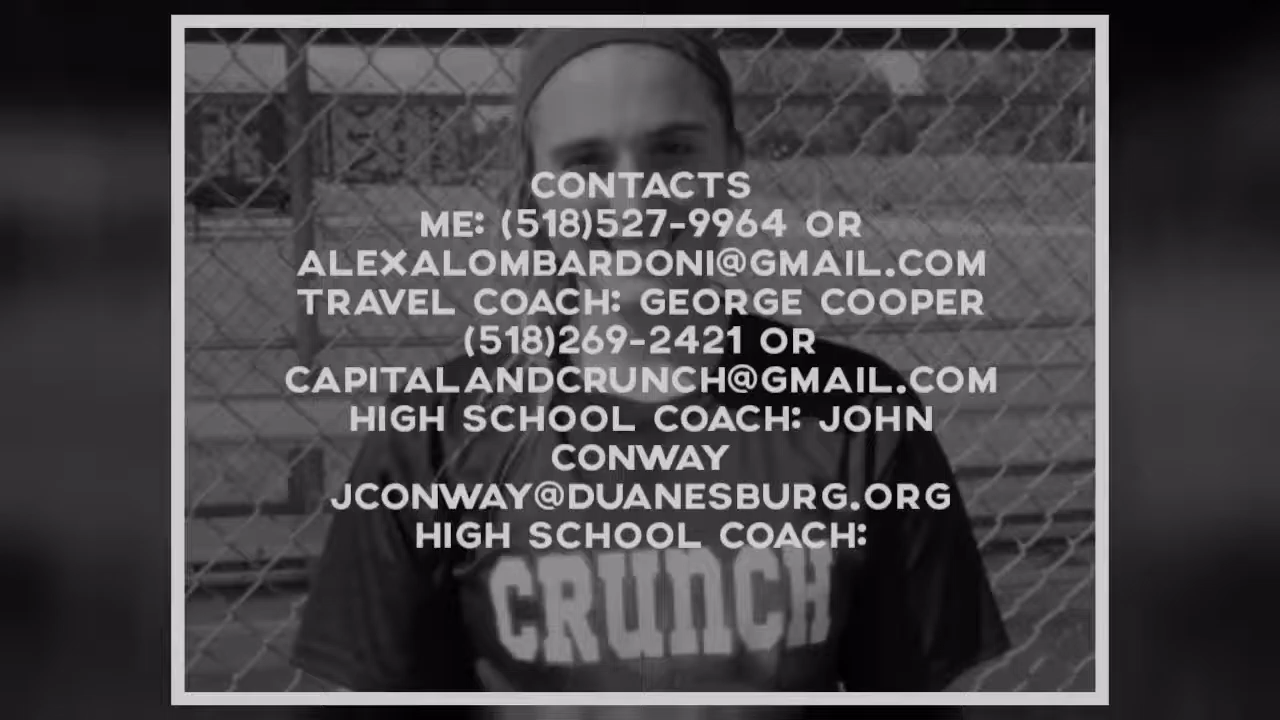 CONTACTS
ME: (518)527-9964 OR
ALEXALOMBARDONI@GMAIL.COM
TRAVEL COACH: GEORGE COOPER
(518)269-2421 OR
CAPITALANDCRUNCH@GMAIL.COM
HIGH SCHOOL COACH: JOHN
CONWAY
JCONWAY@DUANESBURG.ORG
HIGH SCHOOL COACH:
CRUNCH